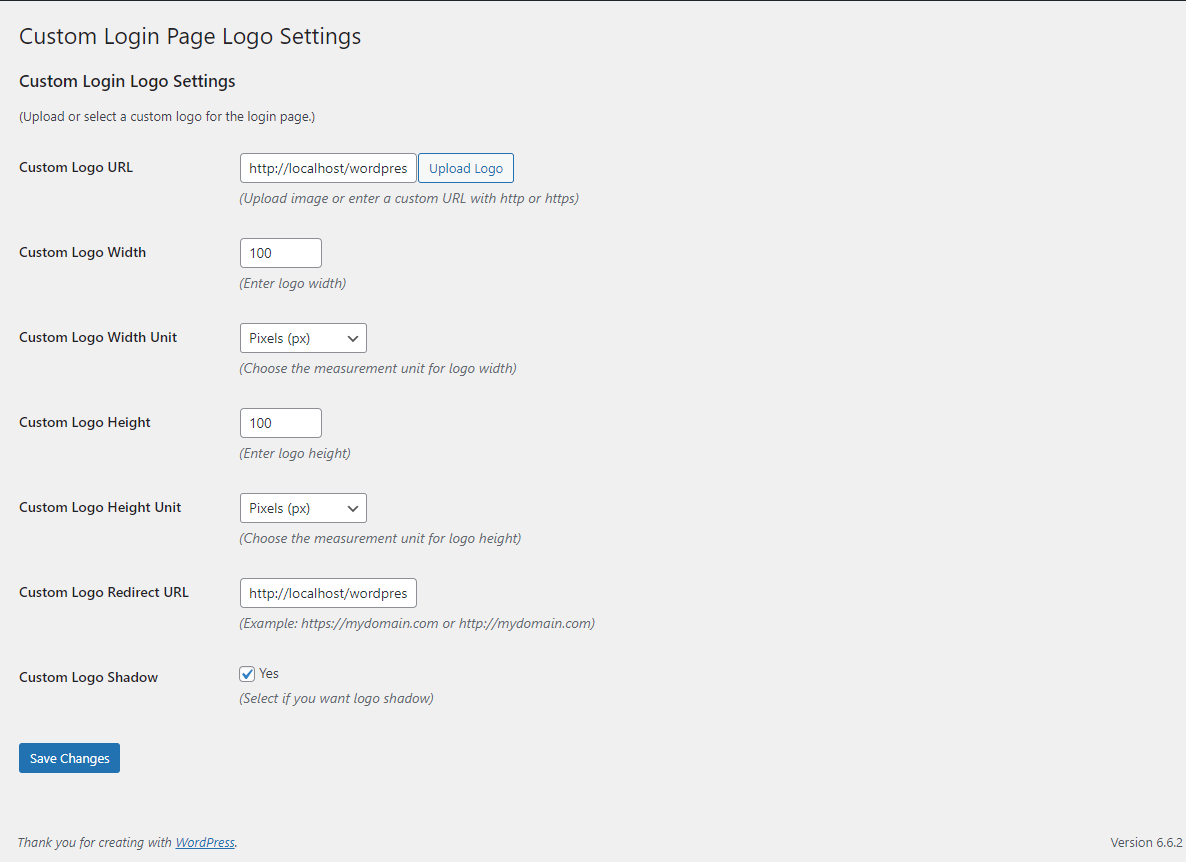 Custom Login Page Logo Settings
Custom Login Logo Settings
(Upload or select a custom logo for the login page.)
Custom Logo URL
http://localhost/wordpres
Upload Logo
(Upload image or enter a custom URL with http or https)
Custom Logo Width
100
(Enter logo width)
Custom Logo Width Unit
Pixels (px)
(Choose the measurement unit for logo width)
Custom Logo Height
100
(Enter logo height)
Custom Logo Height Unit
Pixels (px)
(Choose the measurement unit for logo height)
Custom Logo Redirect URL
http://localhost/wordpres
(Example: https://mydomain.com or http://mydomain.com)
Custom Logo Shadow
Yes
(Select if you want logo shadow)
Save Changes
Thank you for creating with WordPress.
Version 6.6.2